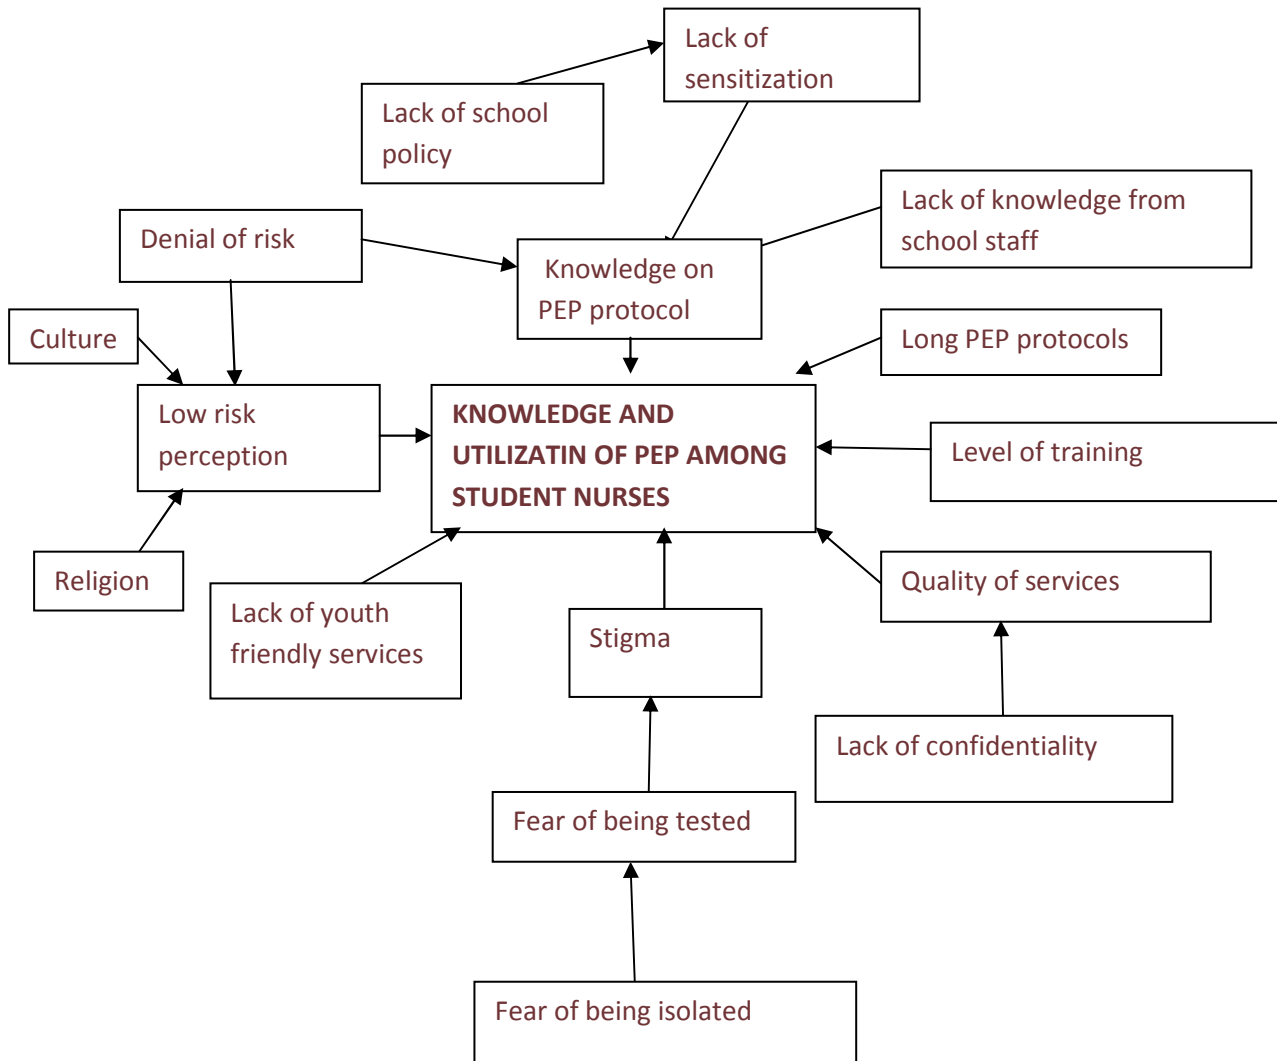 Lack of
sensitization
Lack of school
policy
Lack of knowledge from
school staff
Denial of risk
Knowledge on
PEP protocol
Culture
Long PEP protocols
Low risk
perception
KNOWLEDGE AND
UTILIZATIN OF PEP AMONG
STUDENT NURSES
Level of training
Religion
Lack of youth
friendly services
Stigma
Quality of services
Lack of confidentiality
Fear of being tested
Fear of being isolated